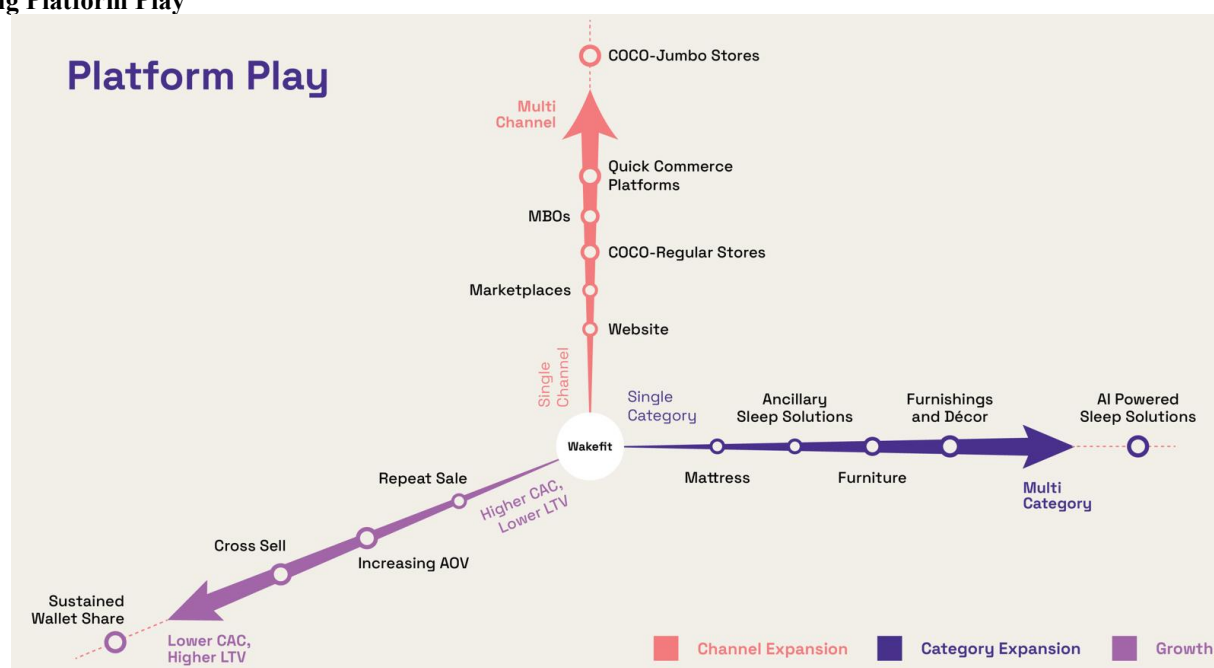 g Platform Play
Platform Play
COCO-Jumbo Stores
Multi
Channel
Quick Commerce
Platforms
MBOs
COCO-Regular Stores
Marketplaces
Website
Single
Channel
Single
Category
Ancillary
Sleep Solutions
Furnishings
and Décor
AI Powered
Sleep Solutions
Wakefit
Mattress
Furniture
Multi
Category
Repeat Sale
Higher CAC,
Lower LTV
Cross Sell
Increasing AOV
Sustained
Wallet Share
Lower CAC,
Higher LTV
Channel Expansion
Category Expansion
Growth